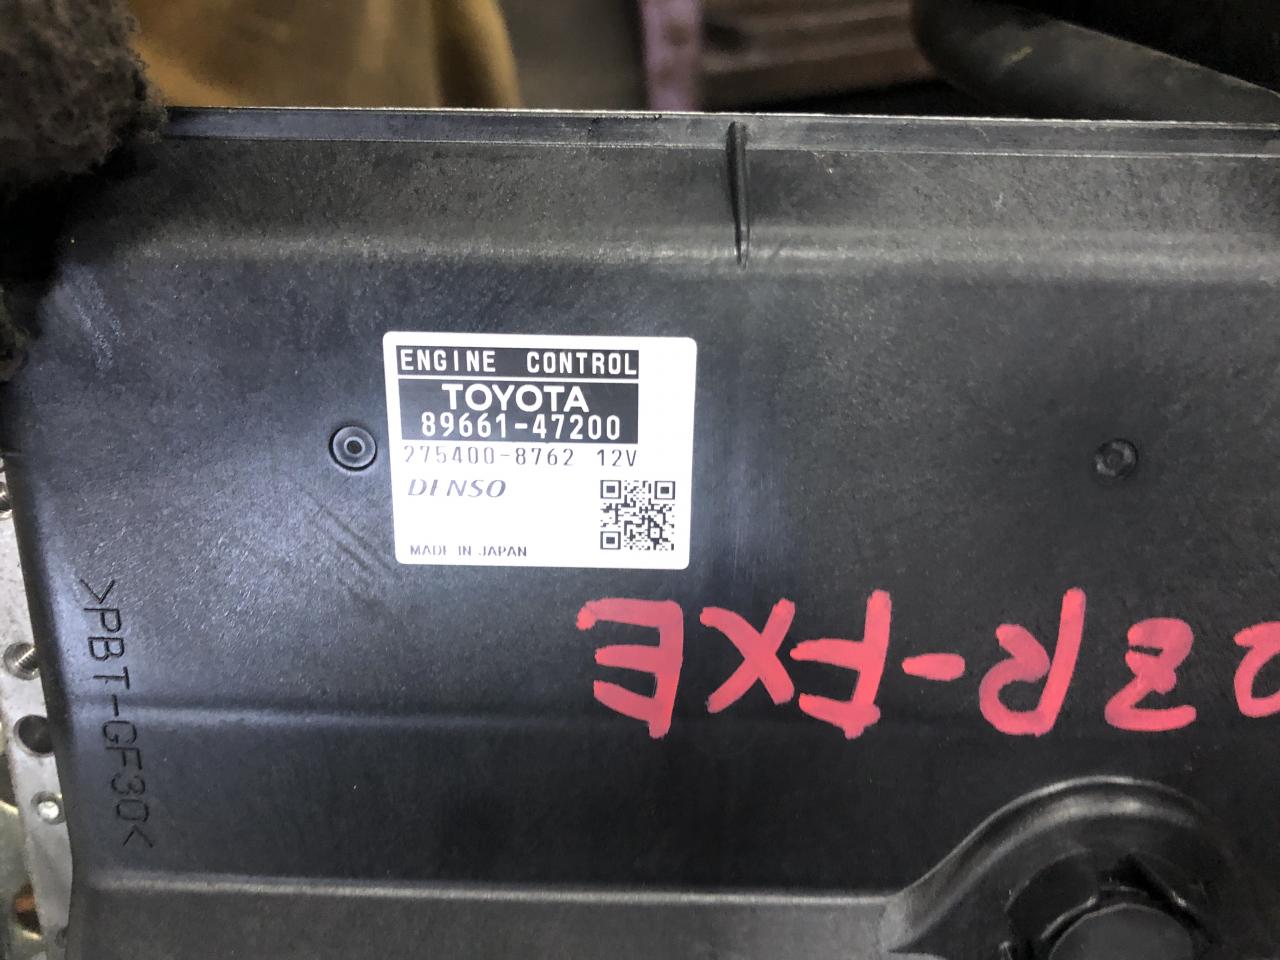 ENGINE CONTROL
TOYOTA
89661-47200
275400-8762 12V
DENSO
MADE IN JAPAN
>PBT-GF30<
2ZR-FXE